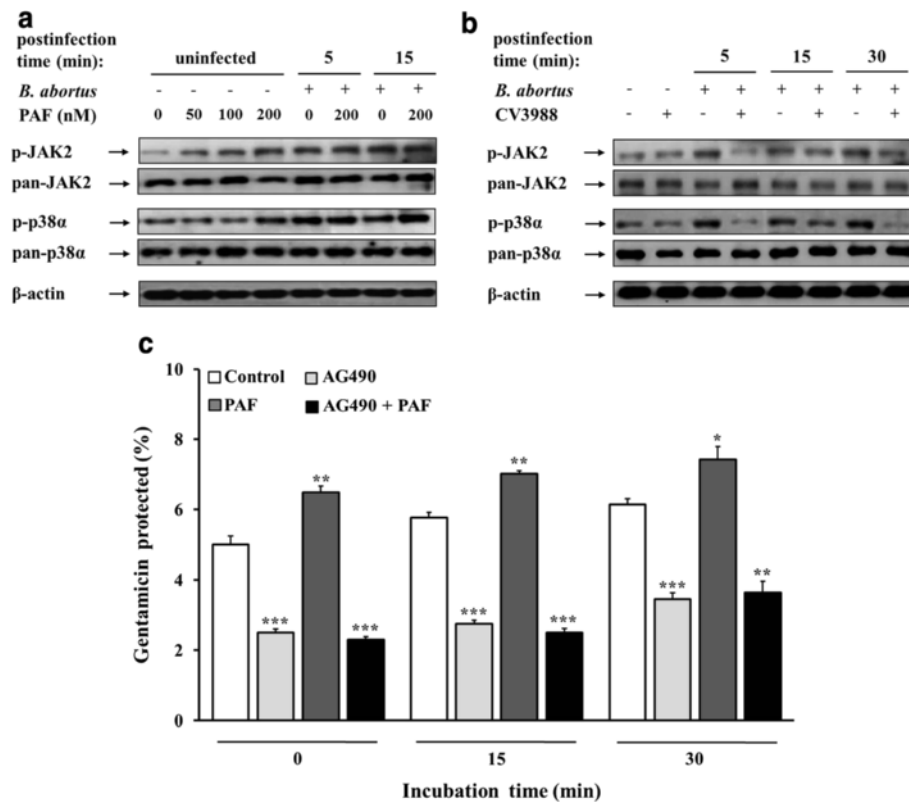 a
postinfection
time (min): uninfected 5 15
B. abortus - - - - + + + +
PAF (nM) 0 50 100 200 0 200 0 200
p-JAK2
pan-JAK2
p-p38α
pan-p38α
β-actin
b
postinfection
time (min): 5 15 30
B. abortus - - + + + + + +
CV3988 - + - + - + - +
p-JAK2
pan-JAK2
p-p38α
pan-p38α
β-actin
c
Gentamicin protected (%)
10
8
6
4
2
0
Control AG490
PAF AG490 + PAF
*** ** ***
*** ** ***
*** * **
0 15 30
Incubation time (min)